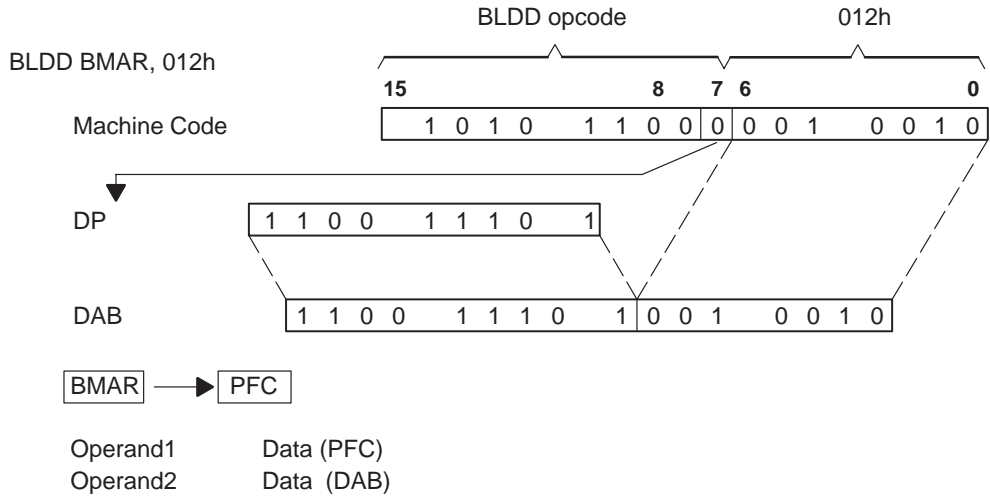 BLDD opcode 012h
BLDD BMAR, 012h
15 8 7 6 0
Machine Code 1 0 1 0 1 1 0 0 0 0 0 1 0 0 1 0
DP 1 1 0 0 1 1 1 0 1
DAB 1 1 0 0 1 1 1 0 1 0 0 1 0 0 1 0
BMAR PFC
Operand1 Data (PFC)
Operand2 Data (DAB)